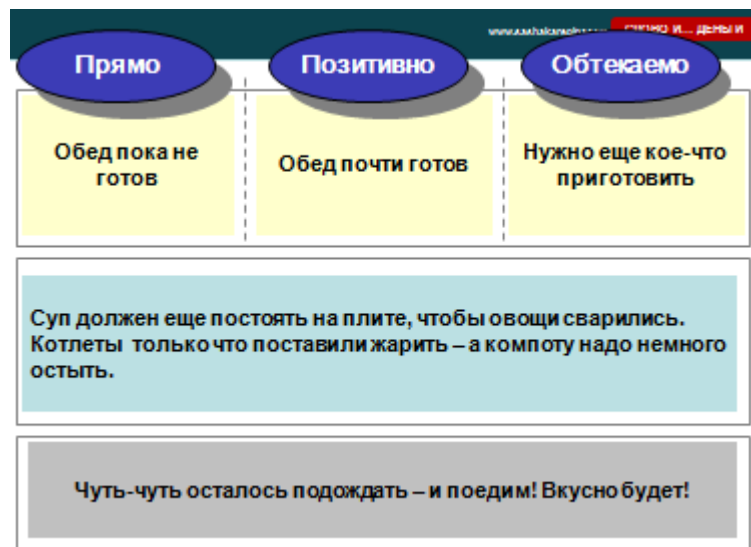 СЛОВО И... ДЕНЬГИ
Прямо
Позитивно
Обтекаемо
Обед пока не
готов
Обед почти готов
Нужно еще кое-что
приготовить
Суп должен еще постоять на плите, чтобы овощи сварились.
Котлеты только что поставили жарить – а компоту надо немного
остыть.
Чуть-чуть осталось подождать – и поедим! Вкусно будет!